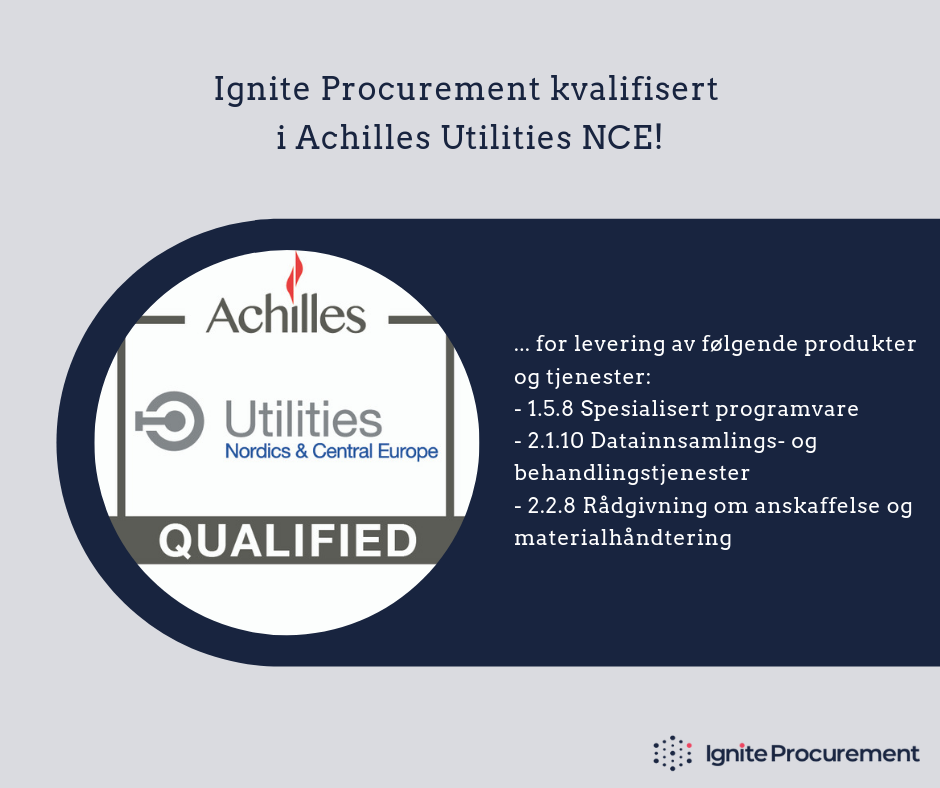 Ignite Procurement kvalifisert
i Achilles Utilities NCE!
Achilles
Utilities
Nordics & Central Europe
QUALIFIED
... for levering av følgende produkter
og tjenester:
- 1.5.8 Spesialisert programvare
- 2.1.10 Datainnsamlings- og
behandlingstjenester
- 2.2.8 Rådgivning om anskaffelse og
materialhåndtering
Ignite Procurement